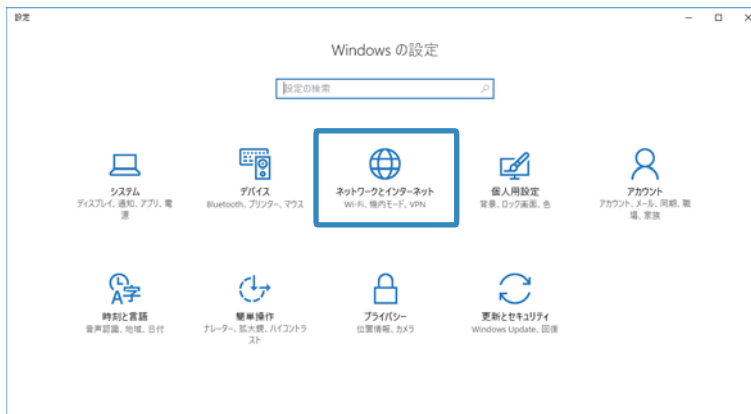 設定
Windows の設定
設定の検索
システム
ディスプレイ、通知、アプリ、電
源
デバイス
Bluetooth、プリンター、マウス
ネットワークとインターネット
Wi-Fi、機内モード、VPN
個人用設定
背景、ロック画面、色
アカウント
アカウント、メール、同期、職
場、家族
時刻と言語
音声認識、地域、日付
簡単操作
ナレーター、拡大鏡、ハイコントラ
スト
プライバシー
位置情報、カメラ
更新とセキュリティ
Windows Update、回復